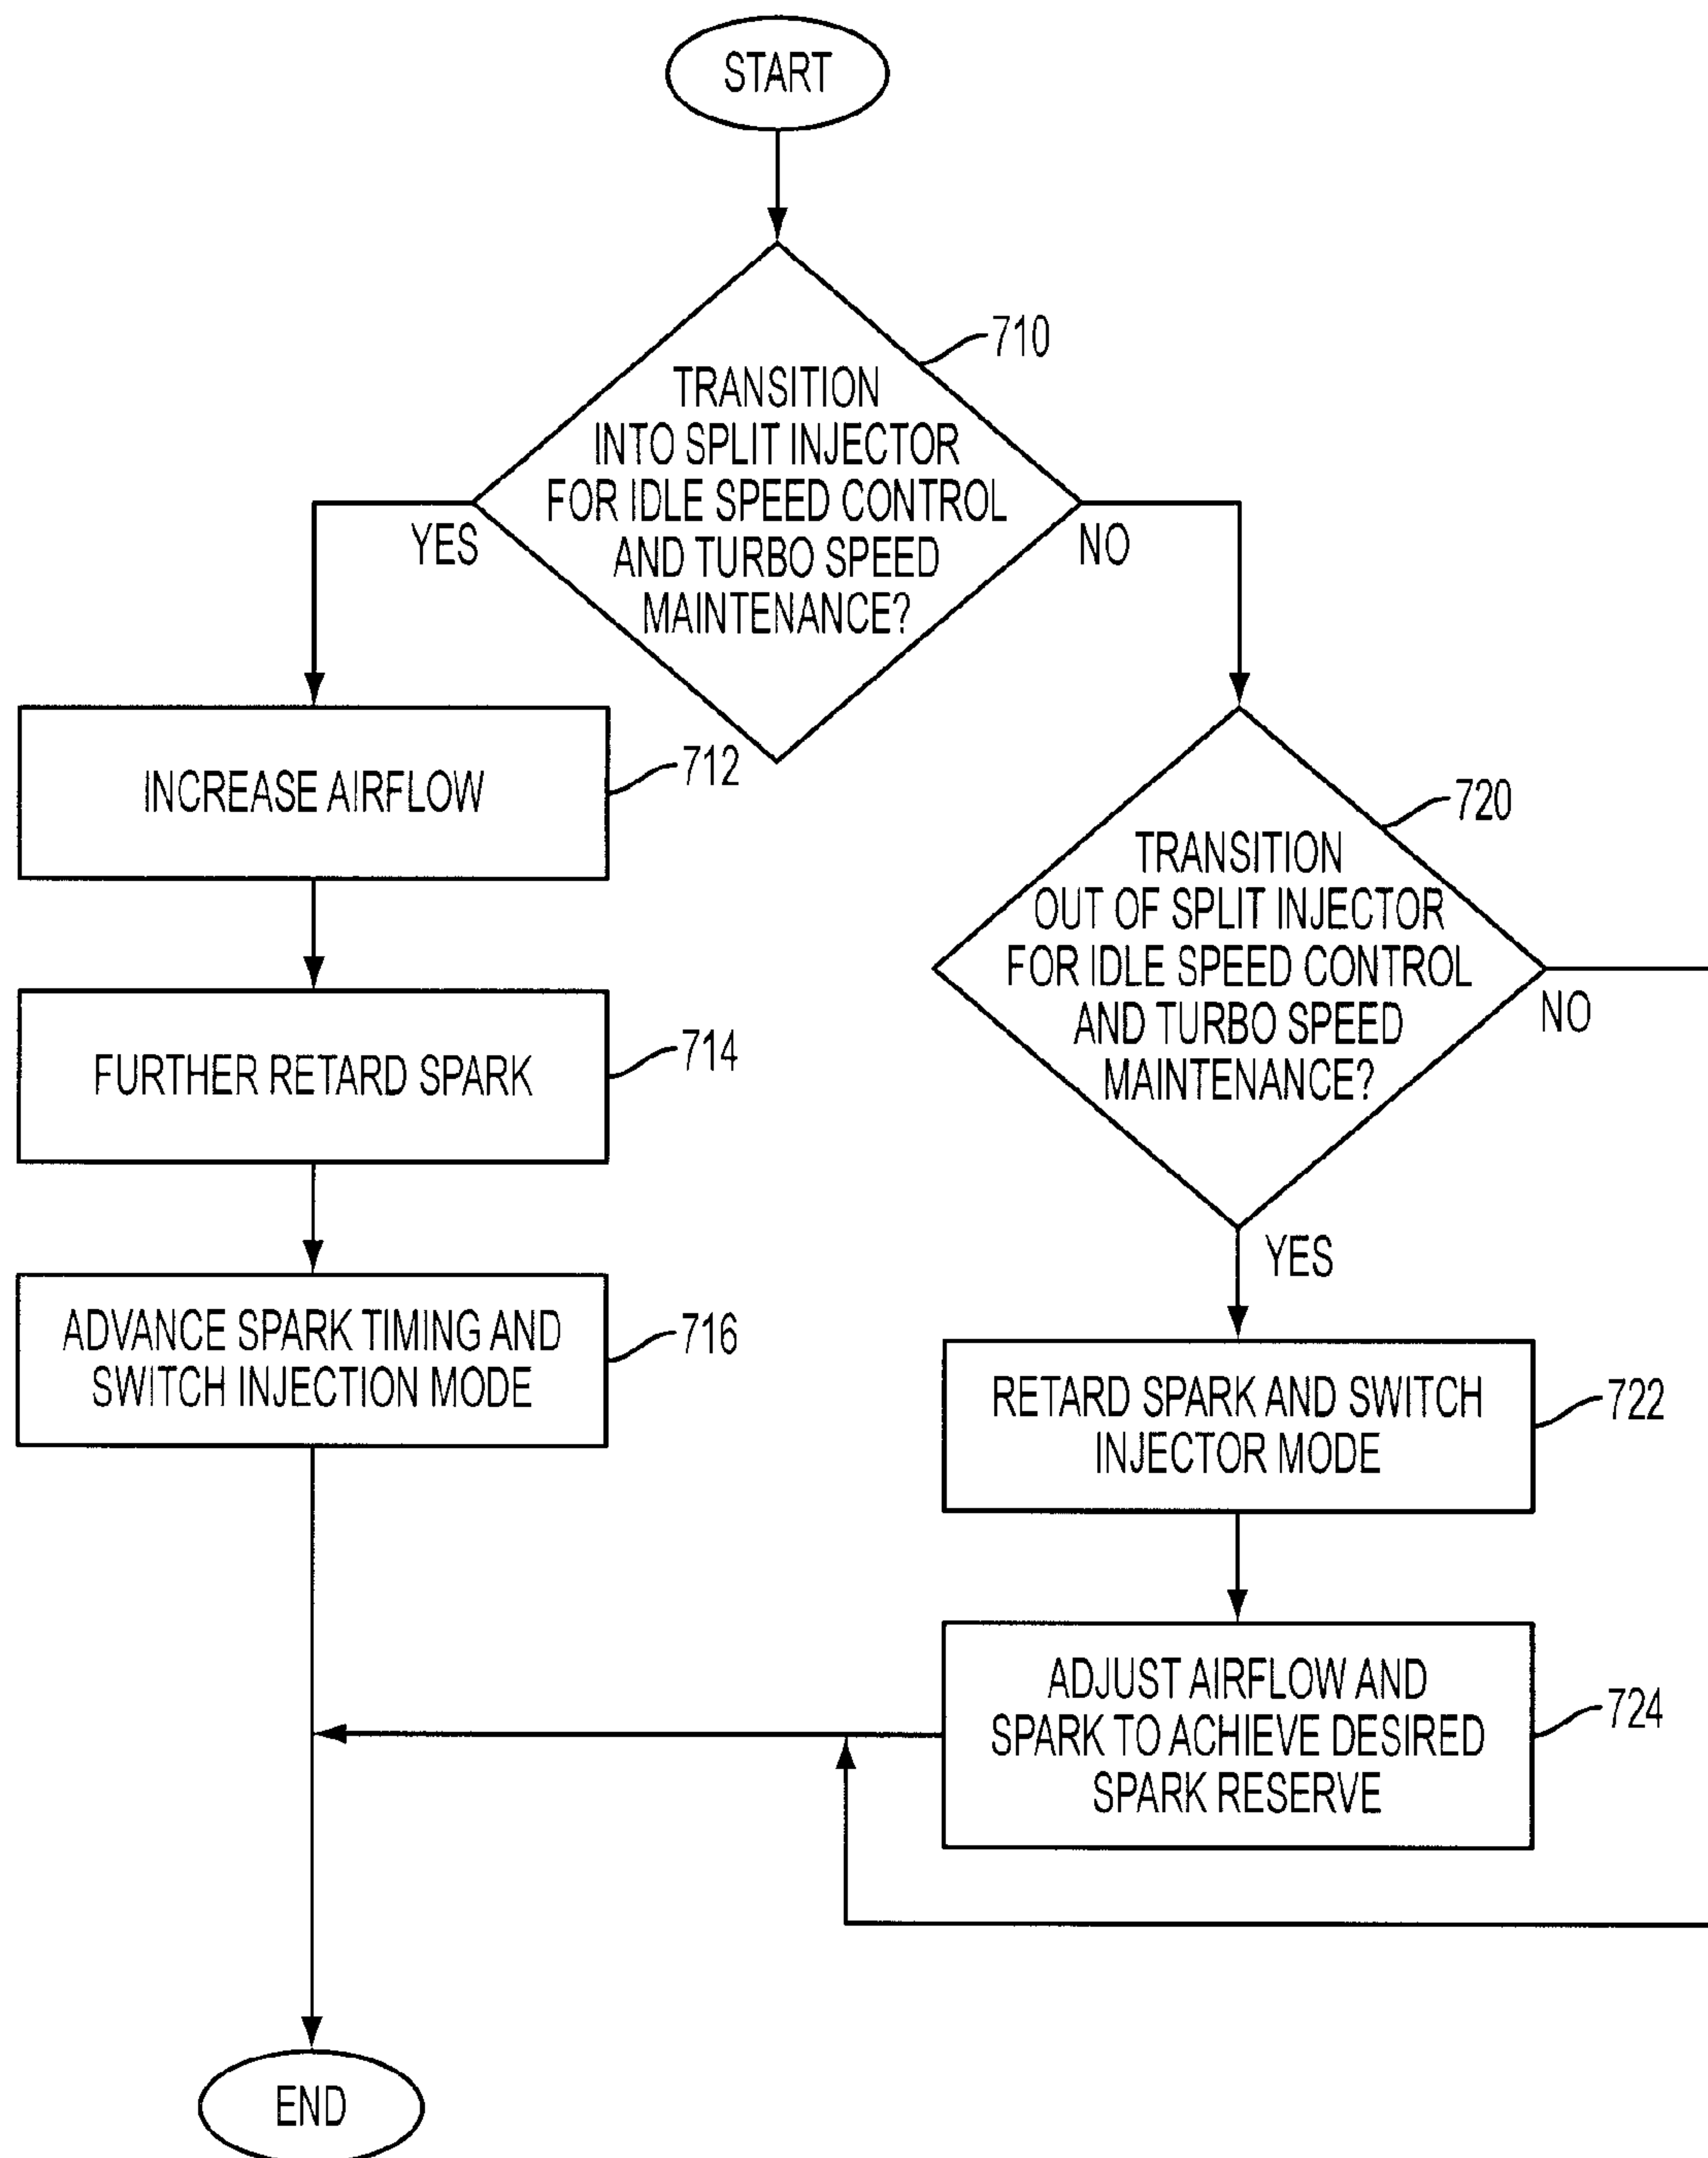 START
710
TRANSITION
INTO SPLIT INJECTOR
FOR IDLE SPEED CONTROL
AND TURBO SPEED
MAINTENANCE?
YES
NO
INCREASE AIRFLOW
712
720
TRANSITION
OUT OF SPLIT INJECTOR
FOR IDLE SPEED CONTROL
AND TURBO SPEED
MAINTENANCE?
NO
YES
FURTHER RETARD SPARK
714
ADVANCE SPARK TIMING AND
SWITCH INJECTION MODE
716
RETARD SPARK AND SWITCH
INJECTOR MODE
722
ADJUST AIRFLOW AND
SPARK TO ACHIEVE DESIRED
SPARK RESERVE
724
END